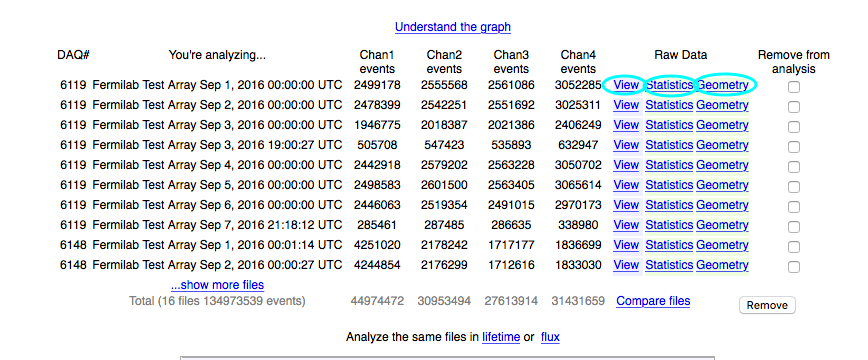 Understand the graph
DAQ# You're analyzing... Chan1 events Chan2 events Chan3 events Chan4 events Raw Data Remove from analysis
6119 Fermilab Test Array Sep 1, 2016 00:00:00 UTC 2499178 2555568 2561086 3052285 View Statistics Geometry
6119 Fermilab Test Array Sep 2, 2016 00:00:00 UTC 2478399 2542251 2551692 3025311 View Statistics Geometry
6119 Fermilab Test Array Sep 3, 2016 00:00:00 UTC 1946775 2018387 2021386 2406249 View Statistics Geometry
6119 Fermilab Test Array Sep 3, 2016 19:00:27 UTC 505708 547423 535893 632947 View Statistics Geometry
6119 Fermilab Test Array Sep 4, 2016 00:00:00 UTC 2442918 2579202 2563228 3050702 View Statistics Geometry
6119 Fermilab Test Array Sep 5, 2016 00:00:00 UTC 2498583 2601500 2563405 3065614 View Statistics Geometry
6119 Fermilab Test Array Sep 6, 2016 00:00:00 UTC 2446063 2519354 2491015 2970173 View Statistics Geometry
6119 Fermilab Test Array Sep 7, 2016 21:18:12 UTC 285461 287485 286635 338980 View Statistics Geometry
6148 Fermilab Test Array Sep 1, 2016 00:01:14 UTC 4251020 2178242 1717177 1836699 View Statistics Geometry
6148 Fermilab Test Array Sep 2, 2016 00:00:27 UTC 4244854 2176299 1712616 1833030 View Statistics Geometry
...show more files
Total (16 files 134973539 events) 44974472 30953494 27613914 31431659 Compare files Remove
Analyze the same files in lifetime or flux